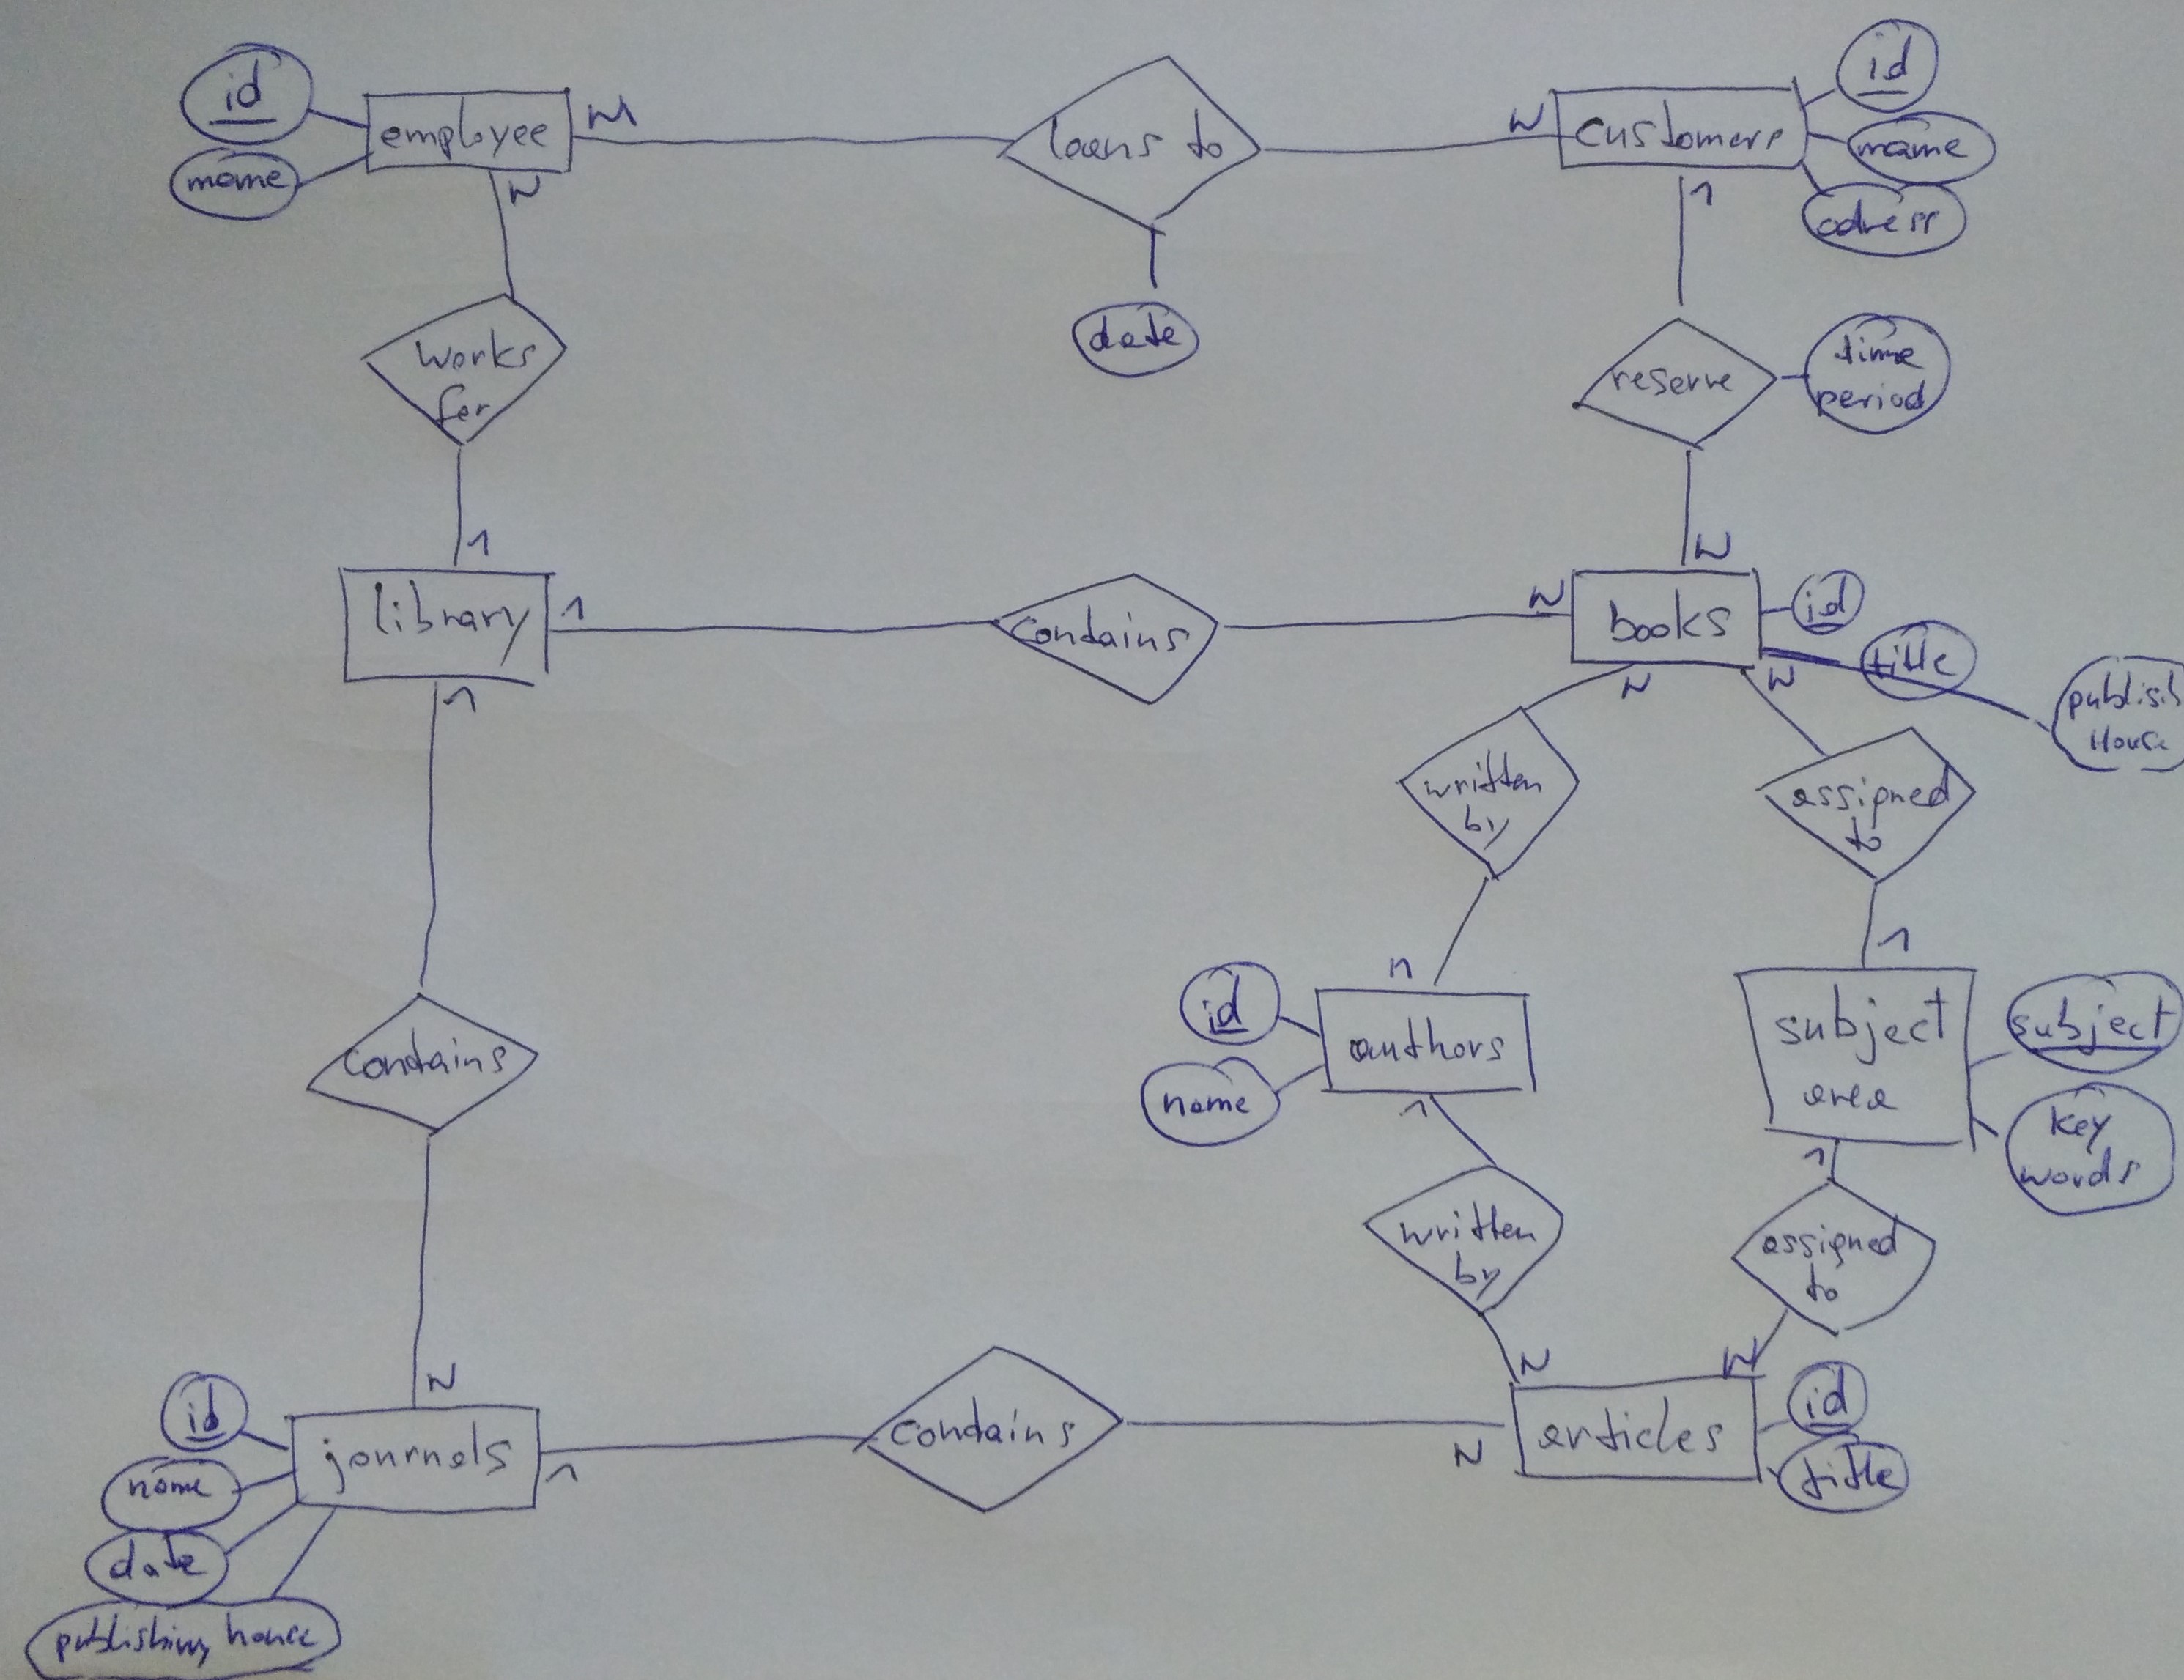 id
employee
M
loans to
N
customers
id
name
name
adress
N
1
date
works
for
reserve
time
period
1
N
library
1
contains
N
books
id
title
publish
House
1
N
N
written
by
assigned
to
n
1
id
authors
name
subject
area
subject
key
words
contains
1
1
written
by
assigned
to
N
N
N
id
journals
1
contains
N
articles
id
title
name
date
publishing house